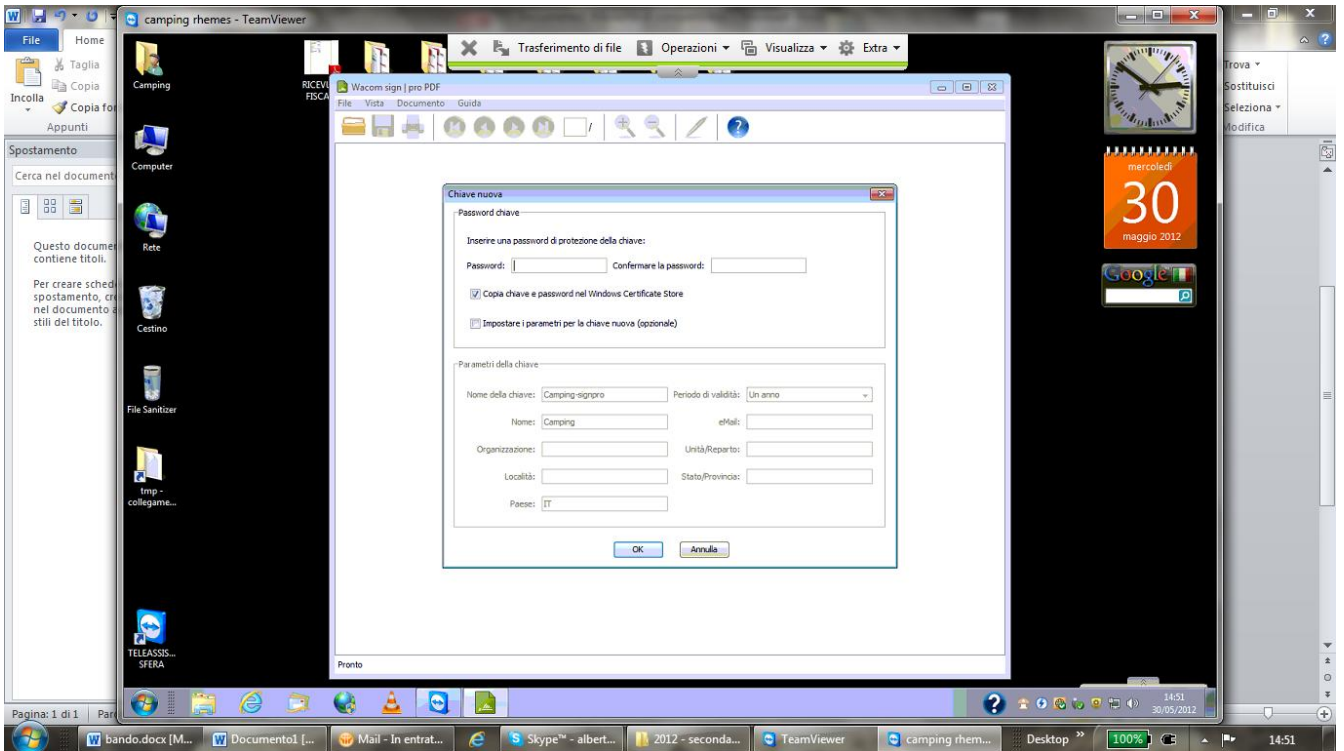 camping rhemes - TeamViewer
File
Home
Taglia
Copia
Copia for
Incolla
Appunti
Trova
Sostituisci
Seleziona
Modifica
Spostamento
Cerca nel document
Questo docume
contiene titoli.
Per creare sched
spostamento, cre
nel documento a
stili del titolo.
Trasferimento di file
Operazioni
Visualizza
Extra
Camping
Computer
Rete
Cestino
File Sanitizer
tmp -
collegame...
TELEASSIS...
SFERA
RICEVU
FISCA
Wacom sign | pro PDF
File Vista Documento Guida
/
Chiave nuova
Password chiave
Inserire una password di protezione della chiave:
Password:
Confermare la password:
Copia chiave e password nel Windows Certificate Store
Impostare i parametri per la chiave nuova (opzionale)
Parametri della chiave
Nome della chiave: Camping-signpro
Periodo di validità: Un anno
Nome: Camping
eMail:
Organizzazione:
Unità/Reparto:
Località:
Stato/Provincia:
Paese: IT
OK
Annulla
Pronto
mercoledì
30
maggio 2012
Google
14:51
30/05/2012
Pagina: 1 di 1
Par
bando.docx [M...
Documento1 [...
Mail - In entrat...
Skype™ - albert...
2012 - seconda...
TeamViewer
camping rhem...
Desktop
100%
14:51